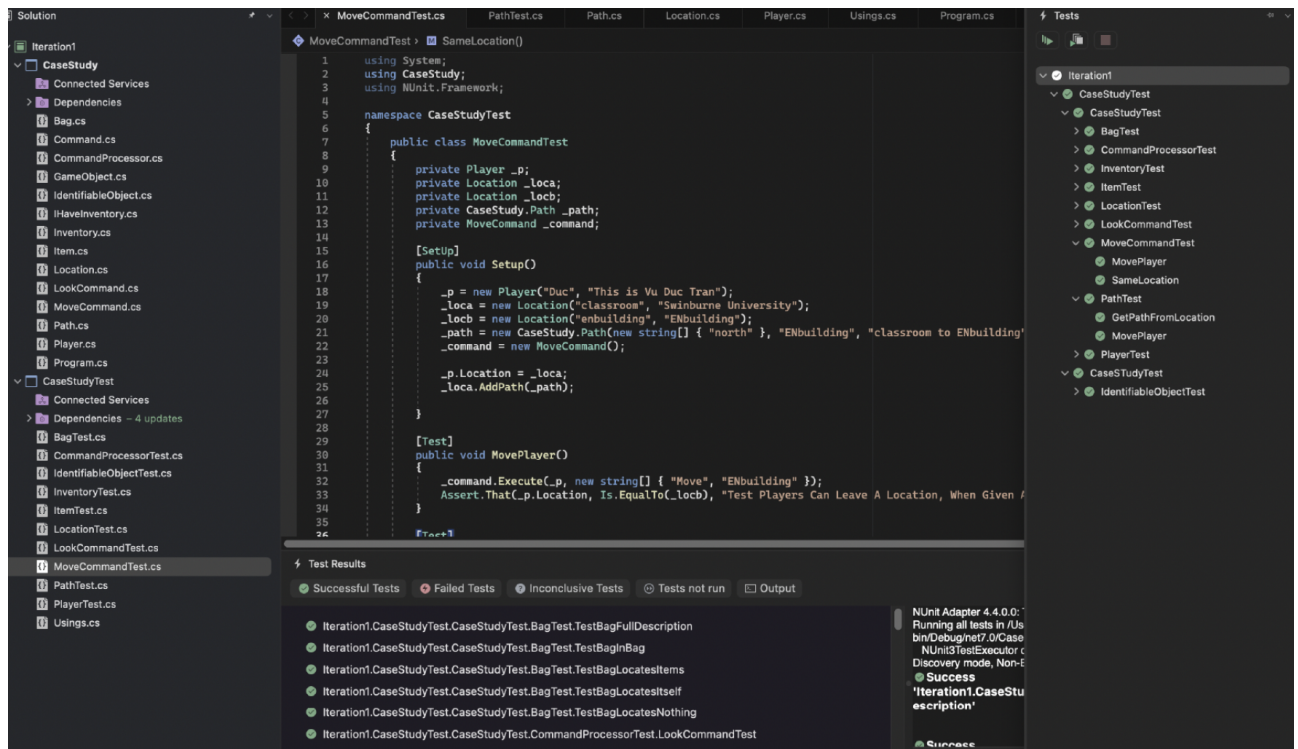 Solution
Iteration1
CaseStudy
Connected Services
Dependencies
Bag.cs
Command.cs
CommandProcessor.cs
GameObject.cs
IdentifiableObject.cs
IHaveInventory.cs
Inventory.cs
Item.cs
Location.cs
LookCommand.cs
MoveCommand.cs
Path.cs
Player.cs
Program.cs
CaseStudyTest
Connected Services
Dependencies – 4 updates
BagTest.cs
CommandProcessorTest.cs
IdentifiableObjectTest.cs
InventoryTest.cs
ItemTest.cs
LocationTest.cs
LookCommandTest.cs
MoveCommandTest.cs
PathTest.cs
PlayerTest.cs
Usings.cs
MoveCommandTest.cs PathTest.cs Path.cs Location.cs Player.cs Usings.cs Program.cs
MoveCommandTest › M SameLocation()
1 using System;
2 using CaseStudy;
3 using NUnit.Framework;
4
5 namespace CaseStudyTest
6 {
7 public class MoveCommandTest
8 {
9 private Player _p;
10 private Location _loca;
11 private Location _locb;
12 private CaseStudy.Path _path;
13 private MoveCommand _command;
14
15 [SetUp]
16 public void Setup()
17 {
18 _p = new Player("Duc", "This is Vu Duc Tran");
19 _loca = new Location("classroom", "Swinburne University");
20 _locb = new Location("enbuilding", "ENbuilding");
21 _path = new CaseStudy.Path(new string[] { "north" }, "ENbuilding", "classroom to ENbuilding"
22 _command = new MoveCommand();
23
24 _p.Location = _loca;
25 _loca.AddPath(_path);
26
27 }
28
29 [Test]
30 public void MovePlayer()
31 {
32 _command.Execute(_p, new string[] { "Move", "ENbuilding" });
33 Assert.That(_p.Location, Is.EqualTo(_locb), "Test Players Can Leave A Location, When Given A
34 }
35
36 [Test]
Test Results
Successful Tests Failed Tests Inconclusive Tests Tests not run Output
Iteration1.CaseStudyTest.CaseStudyTest.BagTest.TestBagFullDescription
Iteration1.CaseStudyTest.CaseStudyTest.BagTest.TestBagInBag
Iteration1.CaseStudyTest.CaseStudyTest.BagTest.TestBagLocatesItems
Iteration1.CaseStudyTest.CaseStudyTest.BagTest.TestBagLocatesItself
Iteration1.CaseStudyTest.CaseStudyTest.BagTest.TestBagLocatesNothing
Iteration1.CaseStudyTest.CaseStudyTest.CommandProcessorTest.LookCommandTest
NUnit Adapter 4.4.0.0:
Running all tests in /Us
bin/Debug/net7.0/Case
NUnit3TestExecutor
Discovery mode, Non-E
Success
'Iteration1.CaseStu
escription'
Success
Tests
Iteration1
CaseStudyTest
CaseStudyTest
BagTest
CommandProcessorTest
InventoryTest
ItemTest
LocationTest
LookCommandTest
MoveCommandTest
MovePlayer
SameLocation
PathTest
GetPathFromLocation
MovePlayer
PlayerTest
CaseSTudyTest
IdentifiableObjectTest